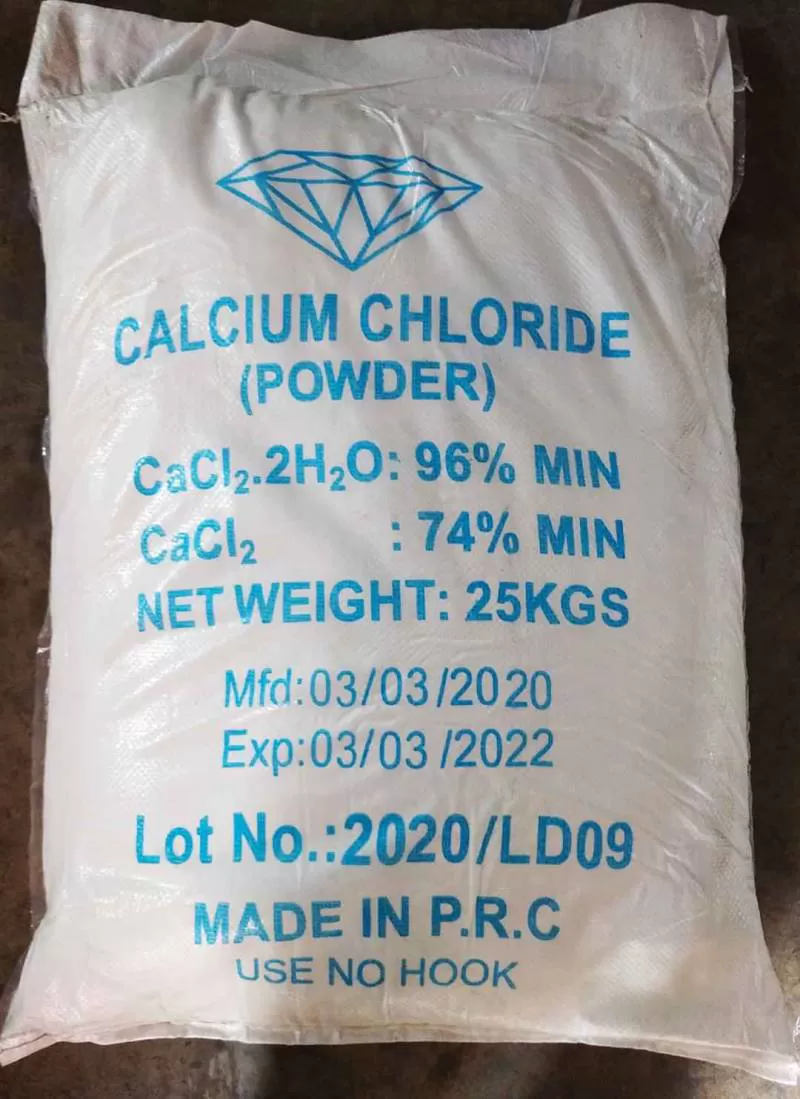 CALCIUM CHLORIDE
(POWDER)
CaCl₂.2H₂O: 96% MIN
CaCl₂ : 74% MIN
NET WEIGHT: 25KGS
Mfd:03/03/2020
Exp:03/03/2022
Lot No.:2020/LD09
MADE IN P.R.C
USE NO HOOK